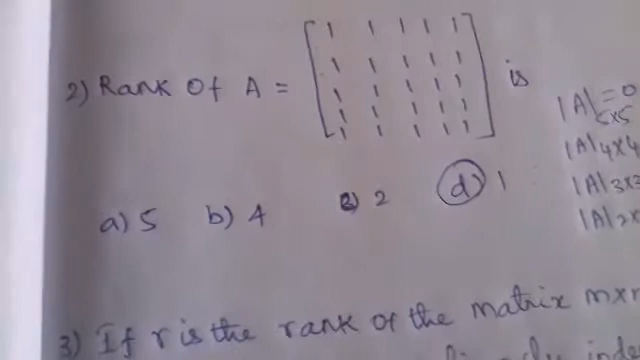 2) Rank of A = [ 1 1 1 1 1
1 1 1 1 1
1 1 1 1 1
1 1 1 1 1
1 1 1 1 1 ] is
|A|5x5 = 0
|A|4x4
|A|3x3
|A|2x
a) 5 b) 4 c) 2 d) 1
3) If r is the rank of the matrix mxn